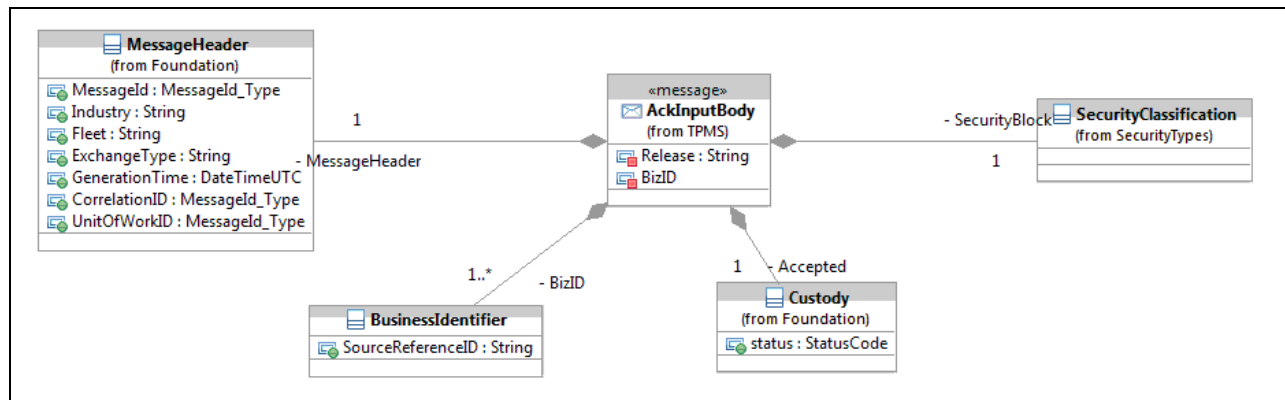 MessageHeader
(from Foundation)
MessageId : MessageId_Type
Industry : String
Fleet : String
ExchangeType : String
GenerationTime : DateTimeUTC
CorrelationID : MessageId_Type
UnitOfWorkID : MessageId_Type
1
- MessageHeader
«message»
AckInputBody
(from TPMS)
Release : String
BizID
- SecurityBlock
1
SecurityClassification
(from SecurityTypes)
1..*
- BizID
BusinessIdentifier
SourceReferenceID : String
1
- Accepted
Custody
(from Foundation)
status : StatusCode